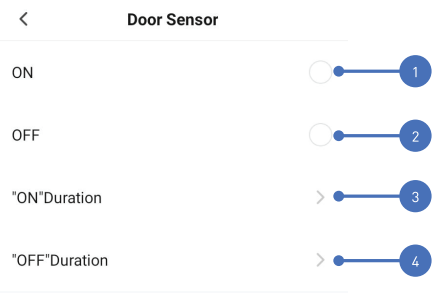 Door Sensor
ON 1
OFF 2
"ON"Duration 3
"OFF"Duration 4